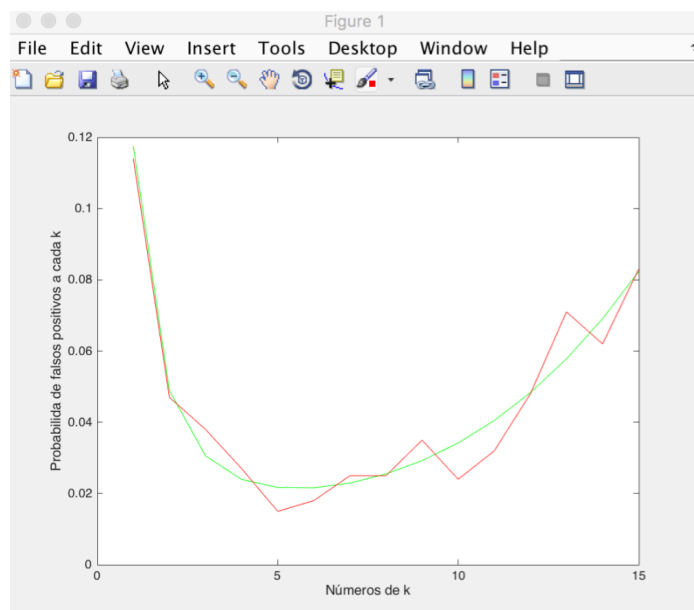 Figure 1
File Edit View Insert Tools Desktop Window Help
0.12
0.1
0.08
0.06
0.04
0.02
0
0 5 10 15
Probabilida de falsos positivos a cada k
Números de k